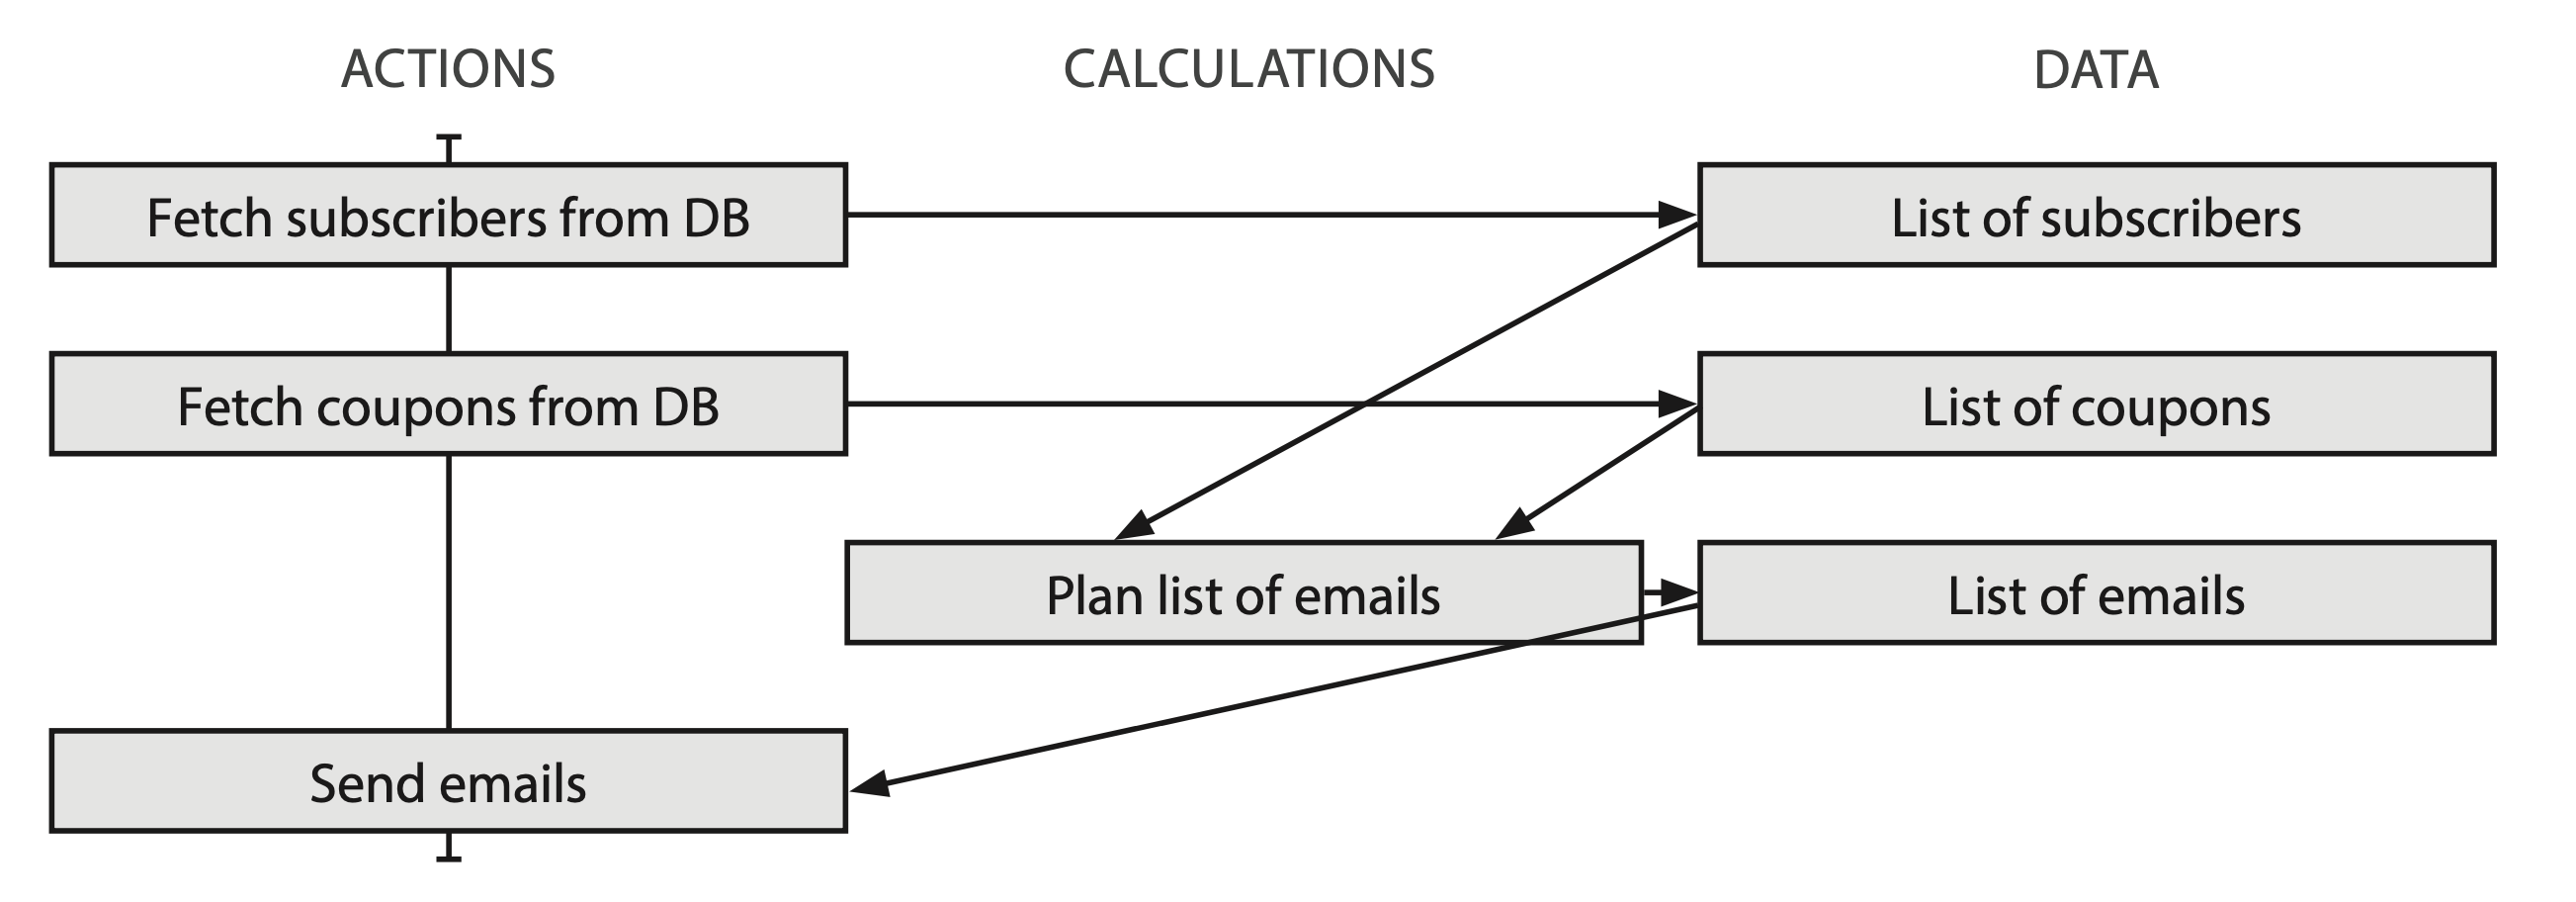 ACTIONS
CALCULATIONS
DATA
Fetch subscribers from DB
List of subscribers
Fetch coupons from DB
List of coupons
Plan list of emails
List of emails
Send emails